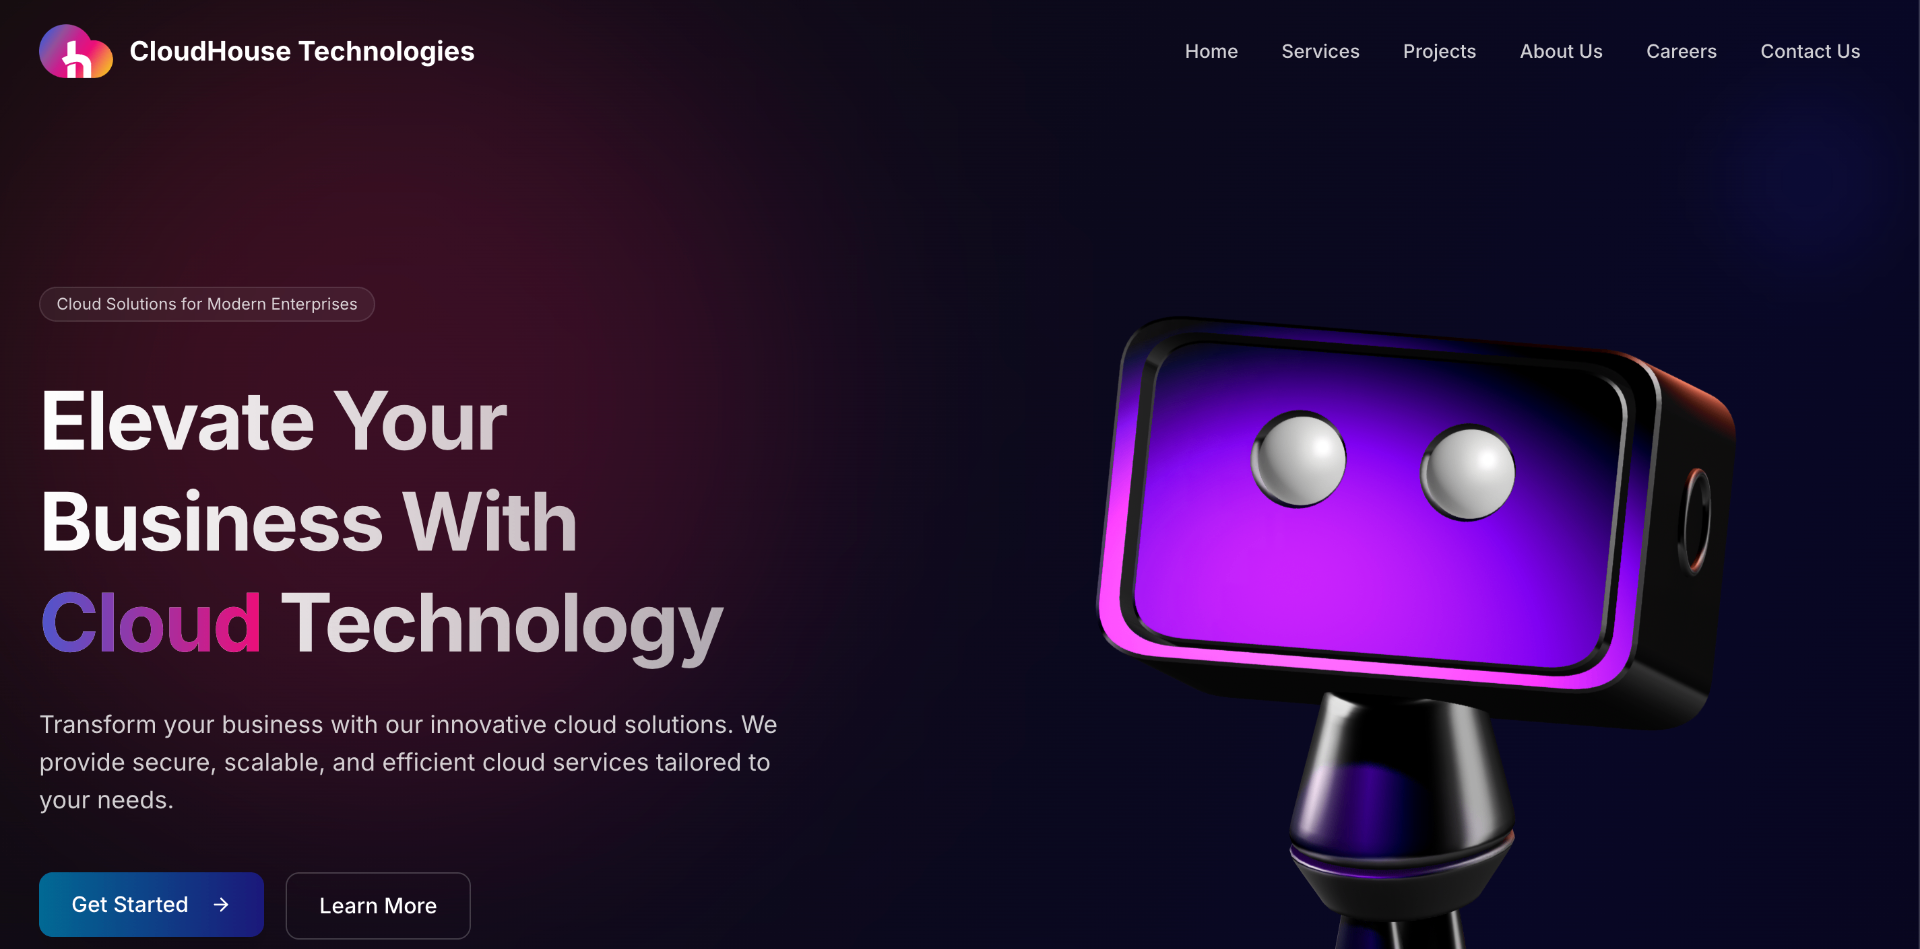 CloudHouse Technologies
Home Services Projects About Us Careers Contact Us
Cloud Solutions for Modern Enterprises
Elevate Your
Business With
Cloud Technology
Transform your business with our innovative cloud solutions. We
provide secure, scalable, and efficient cloud services tailored to
your needs.
Get Started →
Learn More